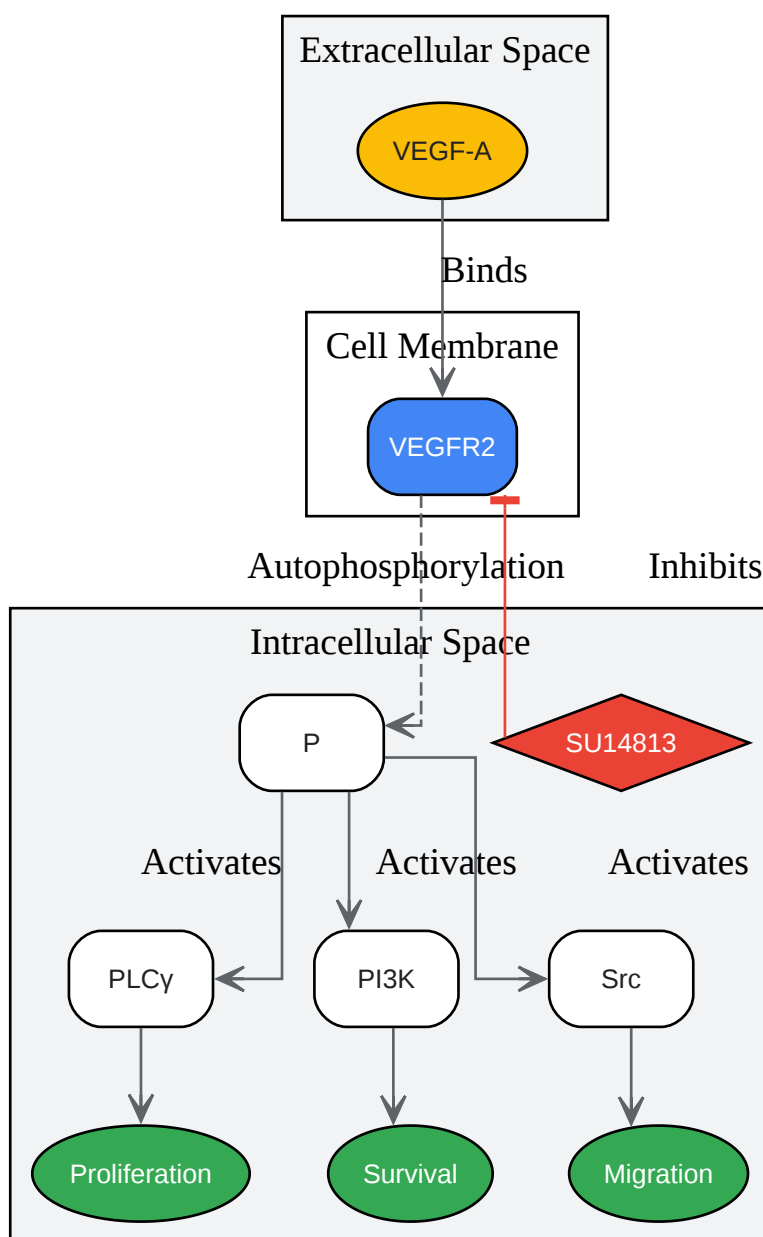 Extracellular Space
VEGF-A
Binds
Cell Membrane
VEGFR2
Autophosphorylation
Inhibits
Intracellular Space
P
SU14813
Activates
Activates
Activates
PLCγ
PI3K
Src
Proliferation
Survival
Migration